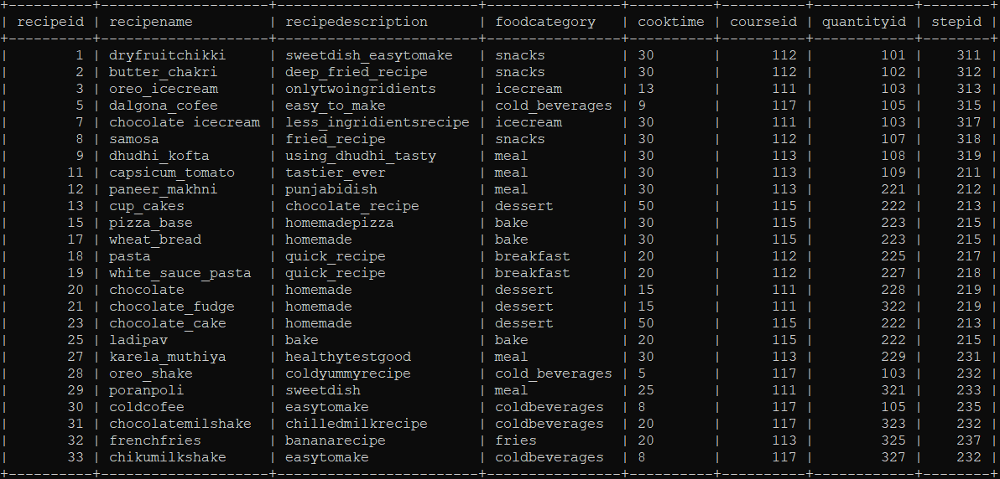 +----------+--------------------+------------------------+----------------+----------+----------+------------+--------+
| recipeid | recipename         | recipedescription      | foodcategory   | cooktime | courseid | quantityid | stepid |
+----------+--------------------+------------------------+----------------+----------+----------+------------+--------+
|        1 | dryfruitchikki     | sweetdish_easytomake   | snacks         | 30       |      112 |        101 |    311 |
|        2 | butter_chakri      | deep_fried_recipe      | snacks         | 30       |      112 |        102 |    312 |
|        3 | oreo_icecream      | onlytwoingridients     | icecream       | 13       |      111 |        103 |    313 |
|        5 | dalgona_cofee      | easy_to_make           | cold_beverages | 9        |      117 |        105 |    315 |
|        7 | chocolate icecream | less_ingridientsrecipe | icecream       | 30       |      111 |        103 |    317 |
|        8 | samosa             | fried_recipe           | snacks         | 30       |      112 |        107 |    318 |
|        9 | dhudhi_kofta       | using_dhudhi_tasty     | meal           | 30       |      113 |        108 |    319 |
|       11 | capsicum_tomato    | tastier_ever           | meal           | 30       |      113 |        109 |    211 |
|       12 | paneer_makhni      | punjabidish            | meal           | 30       |      113 |        221 |    212 |
|       13 | cup_cakes          | chocolate_recipe       | dessert        | 50       |      115 |        222 |    213 |
|       15 | pizza_base         | homemadepizza          | bake           | 30       |      115 |        223 |    215 |
|       17 | wheat_bread        | homemade               | bake           | 30       |      115 |        223 |    215 |
|       18 | pasta              | quick_recipe           | breakfast      | 20       |      112 |        225 |    217 |
|       19 | white_sauce_pasta  | quick_recipe           | breakfast      | 20       |      112 |        227 |    218 |
|       20 | chocolate          | homemade               | dessert        | 15       |      111 |        228 |    219 |
|       21 | chocolate_fudge    | homemade               | dessert        | 15       |      111 |        322 |    219 |
|       23 | chocolate_cake     | homemade               | dessert        | 50       |      115 |        222 |    213 |
|       25 | ladipav            | bake                   | bake           | 20       |      115 |        222 |    215 |
|       27 | karela_muthiya     | healthytestgood        | meal           | 30       |      113 |        229 |    231 |
|       28 | oreo_shake         | coldyummyrecipe        | cold_beverages | 5        |      117 |        103 |    232 |
|       29 | poranpoli          | sweetdish              | meal           | 25       |      111 |        321 |    233 |
|       30 | coldcofee          | easytomake             | coldbeverages  | 8        |      117 |        105 |    235 |
|       31 | chocolatemilshake  | chilledmilkrecipe      | coldbeverages  | 20       |      117 |        323 |    232 |
|       32 | frenchfries        | bananarecipe           | fries          | 20       |      113 |        325 |    237 |
|       33 | chikumilkshake     | easytomake             | coldbeverages  | 8        |      117 |        327 |    232 |
+----------+--------------------+------------------------+----------------+----------+----------+------------+--------+